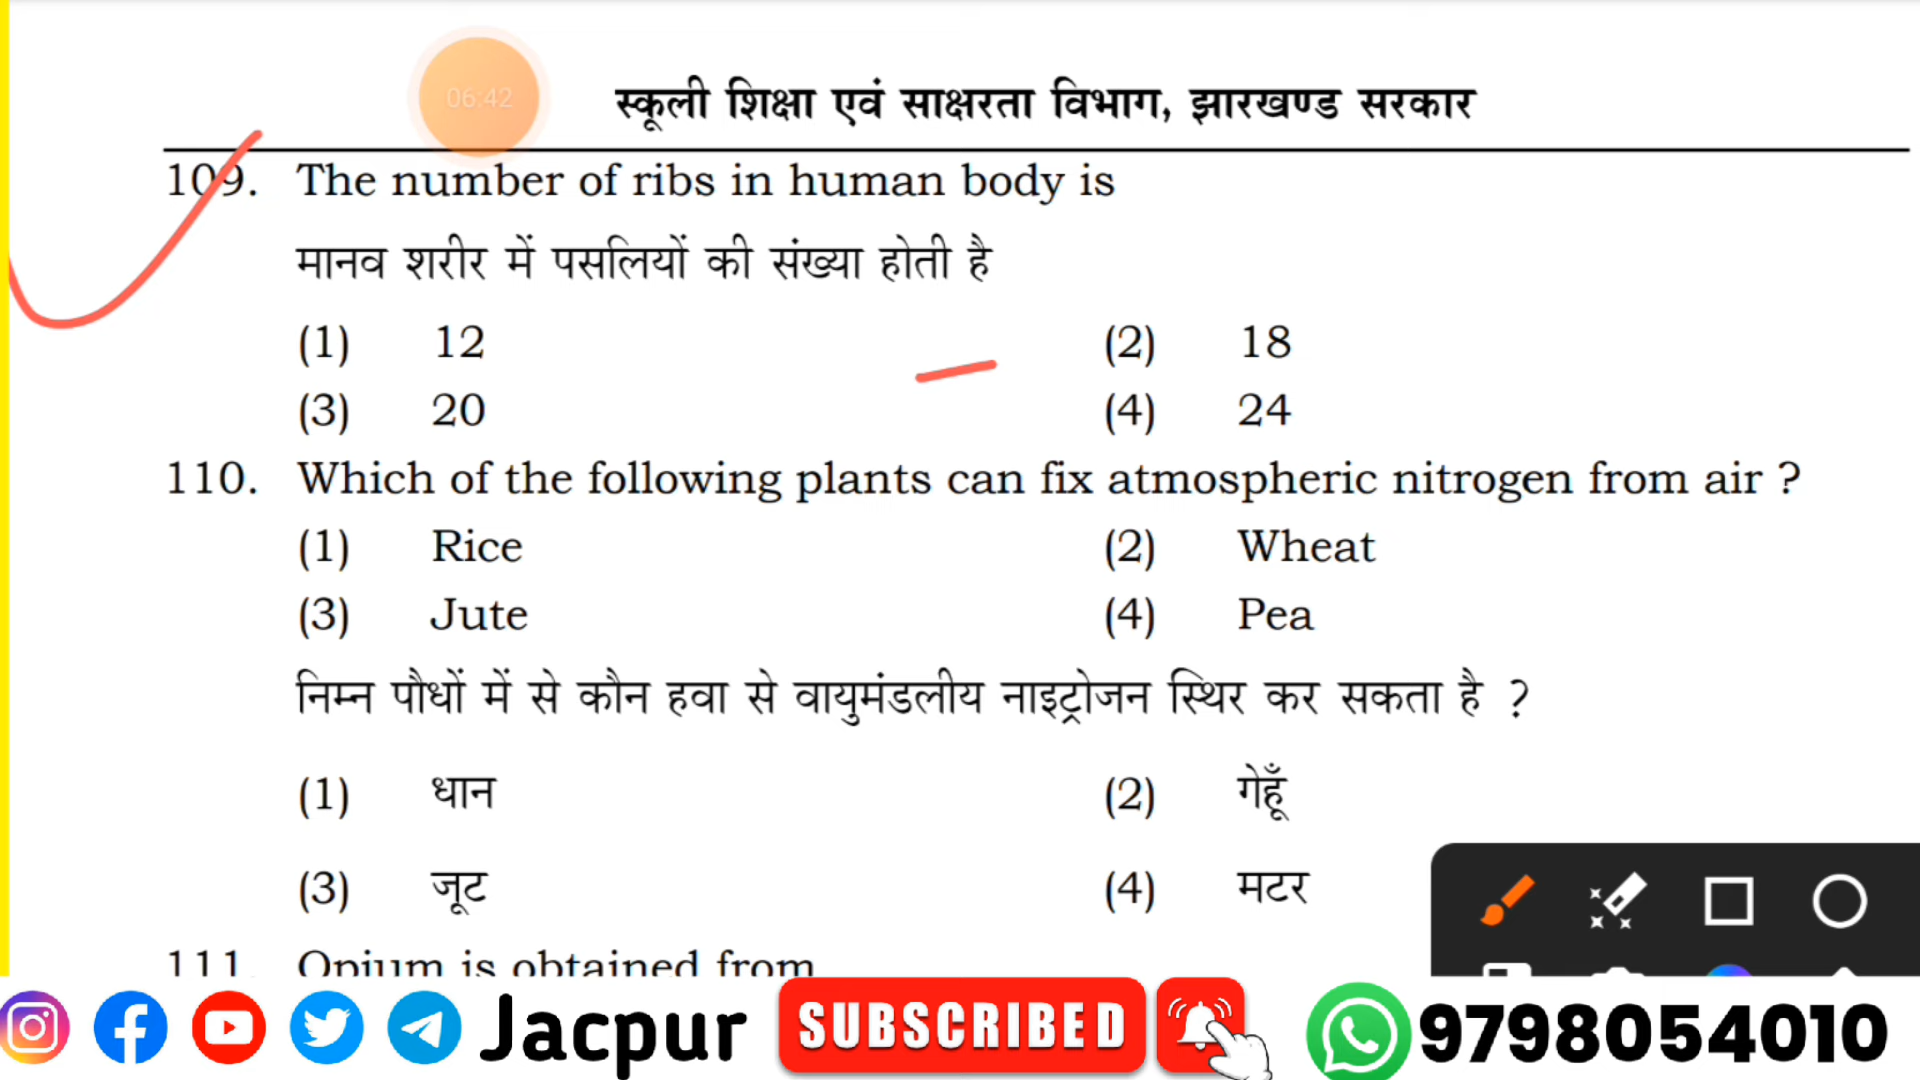 06:42
स्कूली शिक्षा एवं साक्षरता विभाग, झारखण्ड सरकार
109. The number of ribs in human body is
मानव शरीर में पसलियों की संख्या होती है
(1) 12 (2) 18
(3) 20 (4) 24
110. Which of the following plants can fix atmospheric nitrogen from air ?
(1) Rice (2) Wheat
(3) Jute (4) Pea
निम्न पौधों में से कौन हवा से वायुमंडलीय नाइट्रोजन स्थिर कर सकता है ?
(1) धान (2) गेहूँ
(3) जूट (4) मटर
111. Opium is obtained from
Jacpur SUBSCRIBED 9798054010